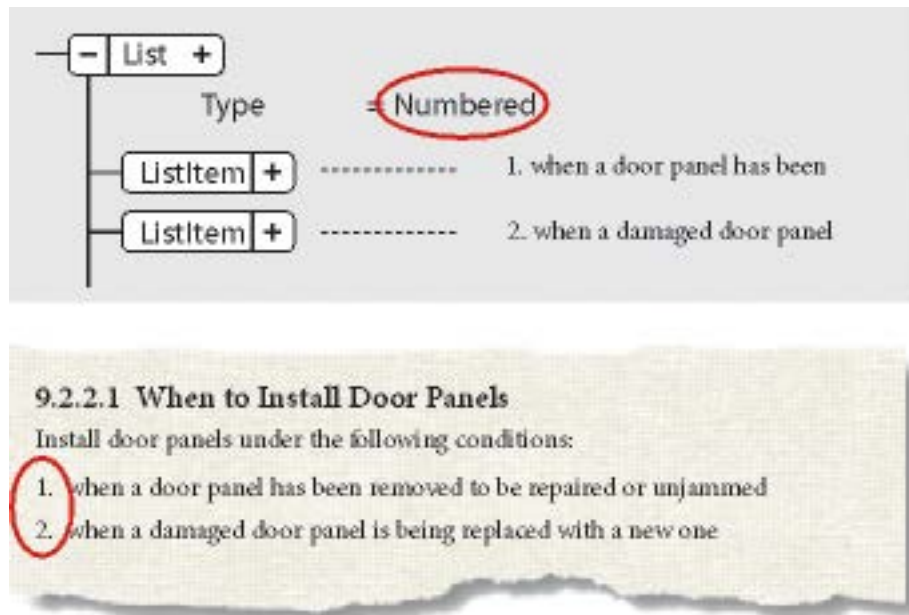 − List +
Type = Numbered
ListItem + 1. when a door panel has been
ListItem + 2. when a damaged door panel
9.2.2.1 When to Install Door Panels
Install door panels under the following conditions:
1. when a door panel has been removed to be repaired or unjammed
2. when a damaged door panel is being replaced with a new one